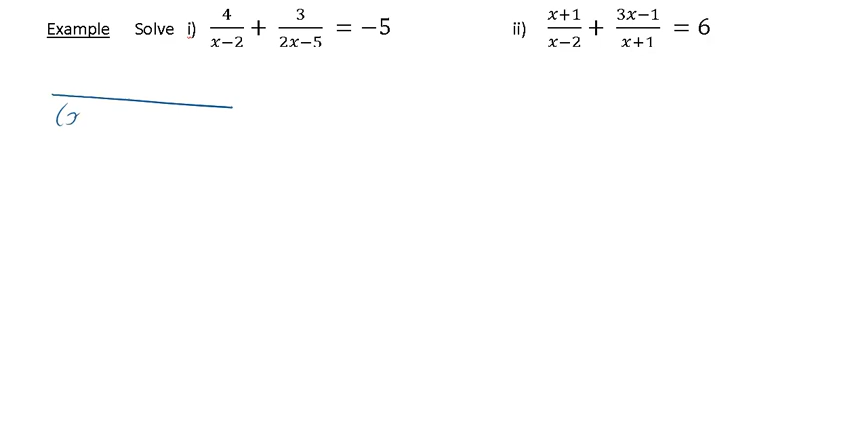 Example Solve i) 4/(x−2) + 3/(2x−5) = −5 ii) (x+1)/(x−2) + (3x−1)/(x+1) = 6
(x